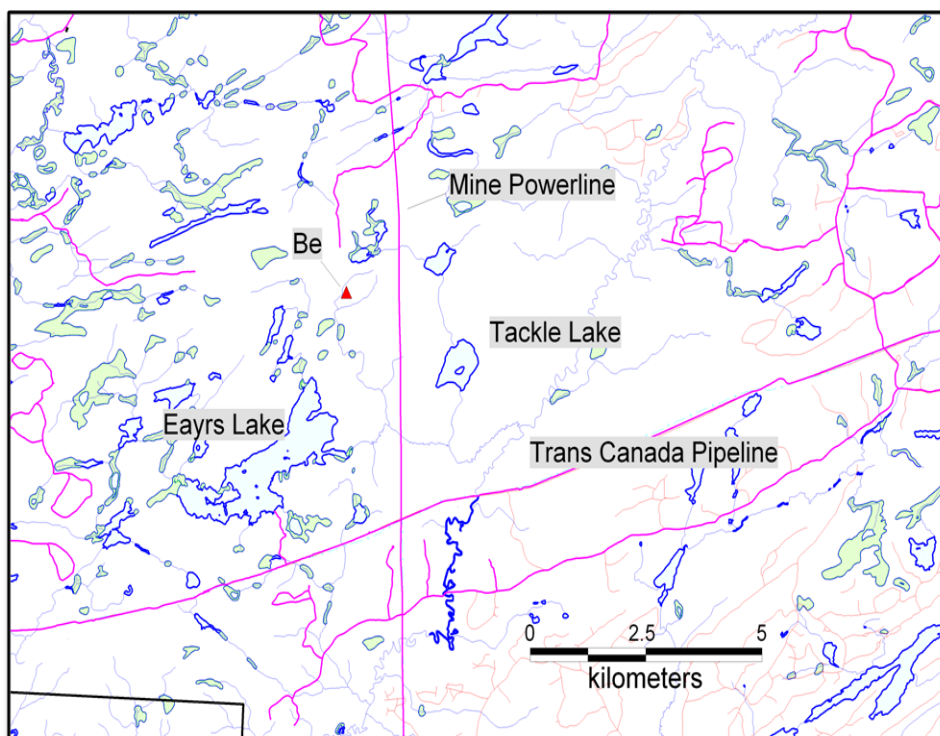 Mine Powerline
Be
Tackle Lake
Eayrs Lake
Trans Canada Pipeline
0 2.5 5
kilometers